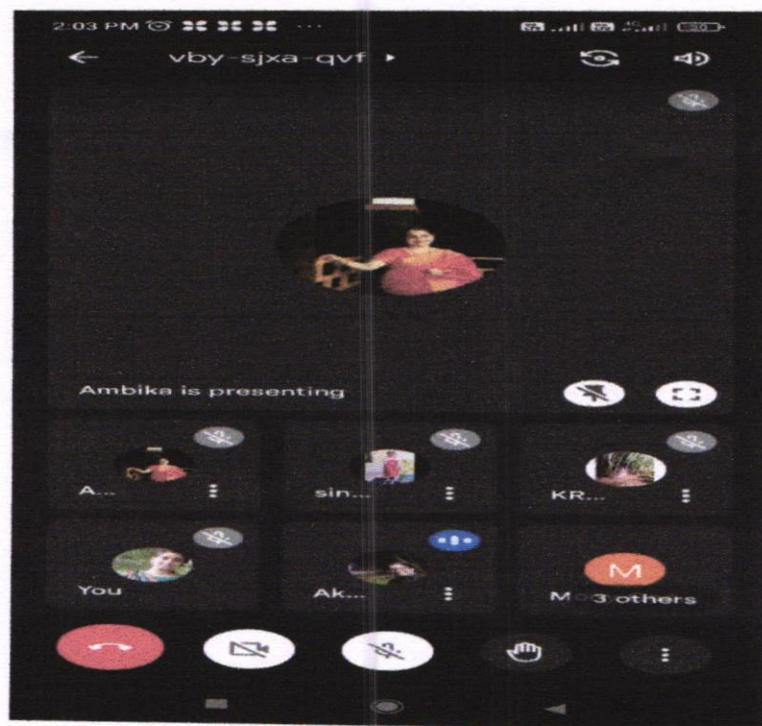 2:03 PM
vby-sjxa-qvf
Ambika is presenting
A...
sin...
KR...
You
Ak...
M
3 others